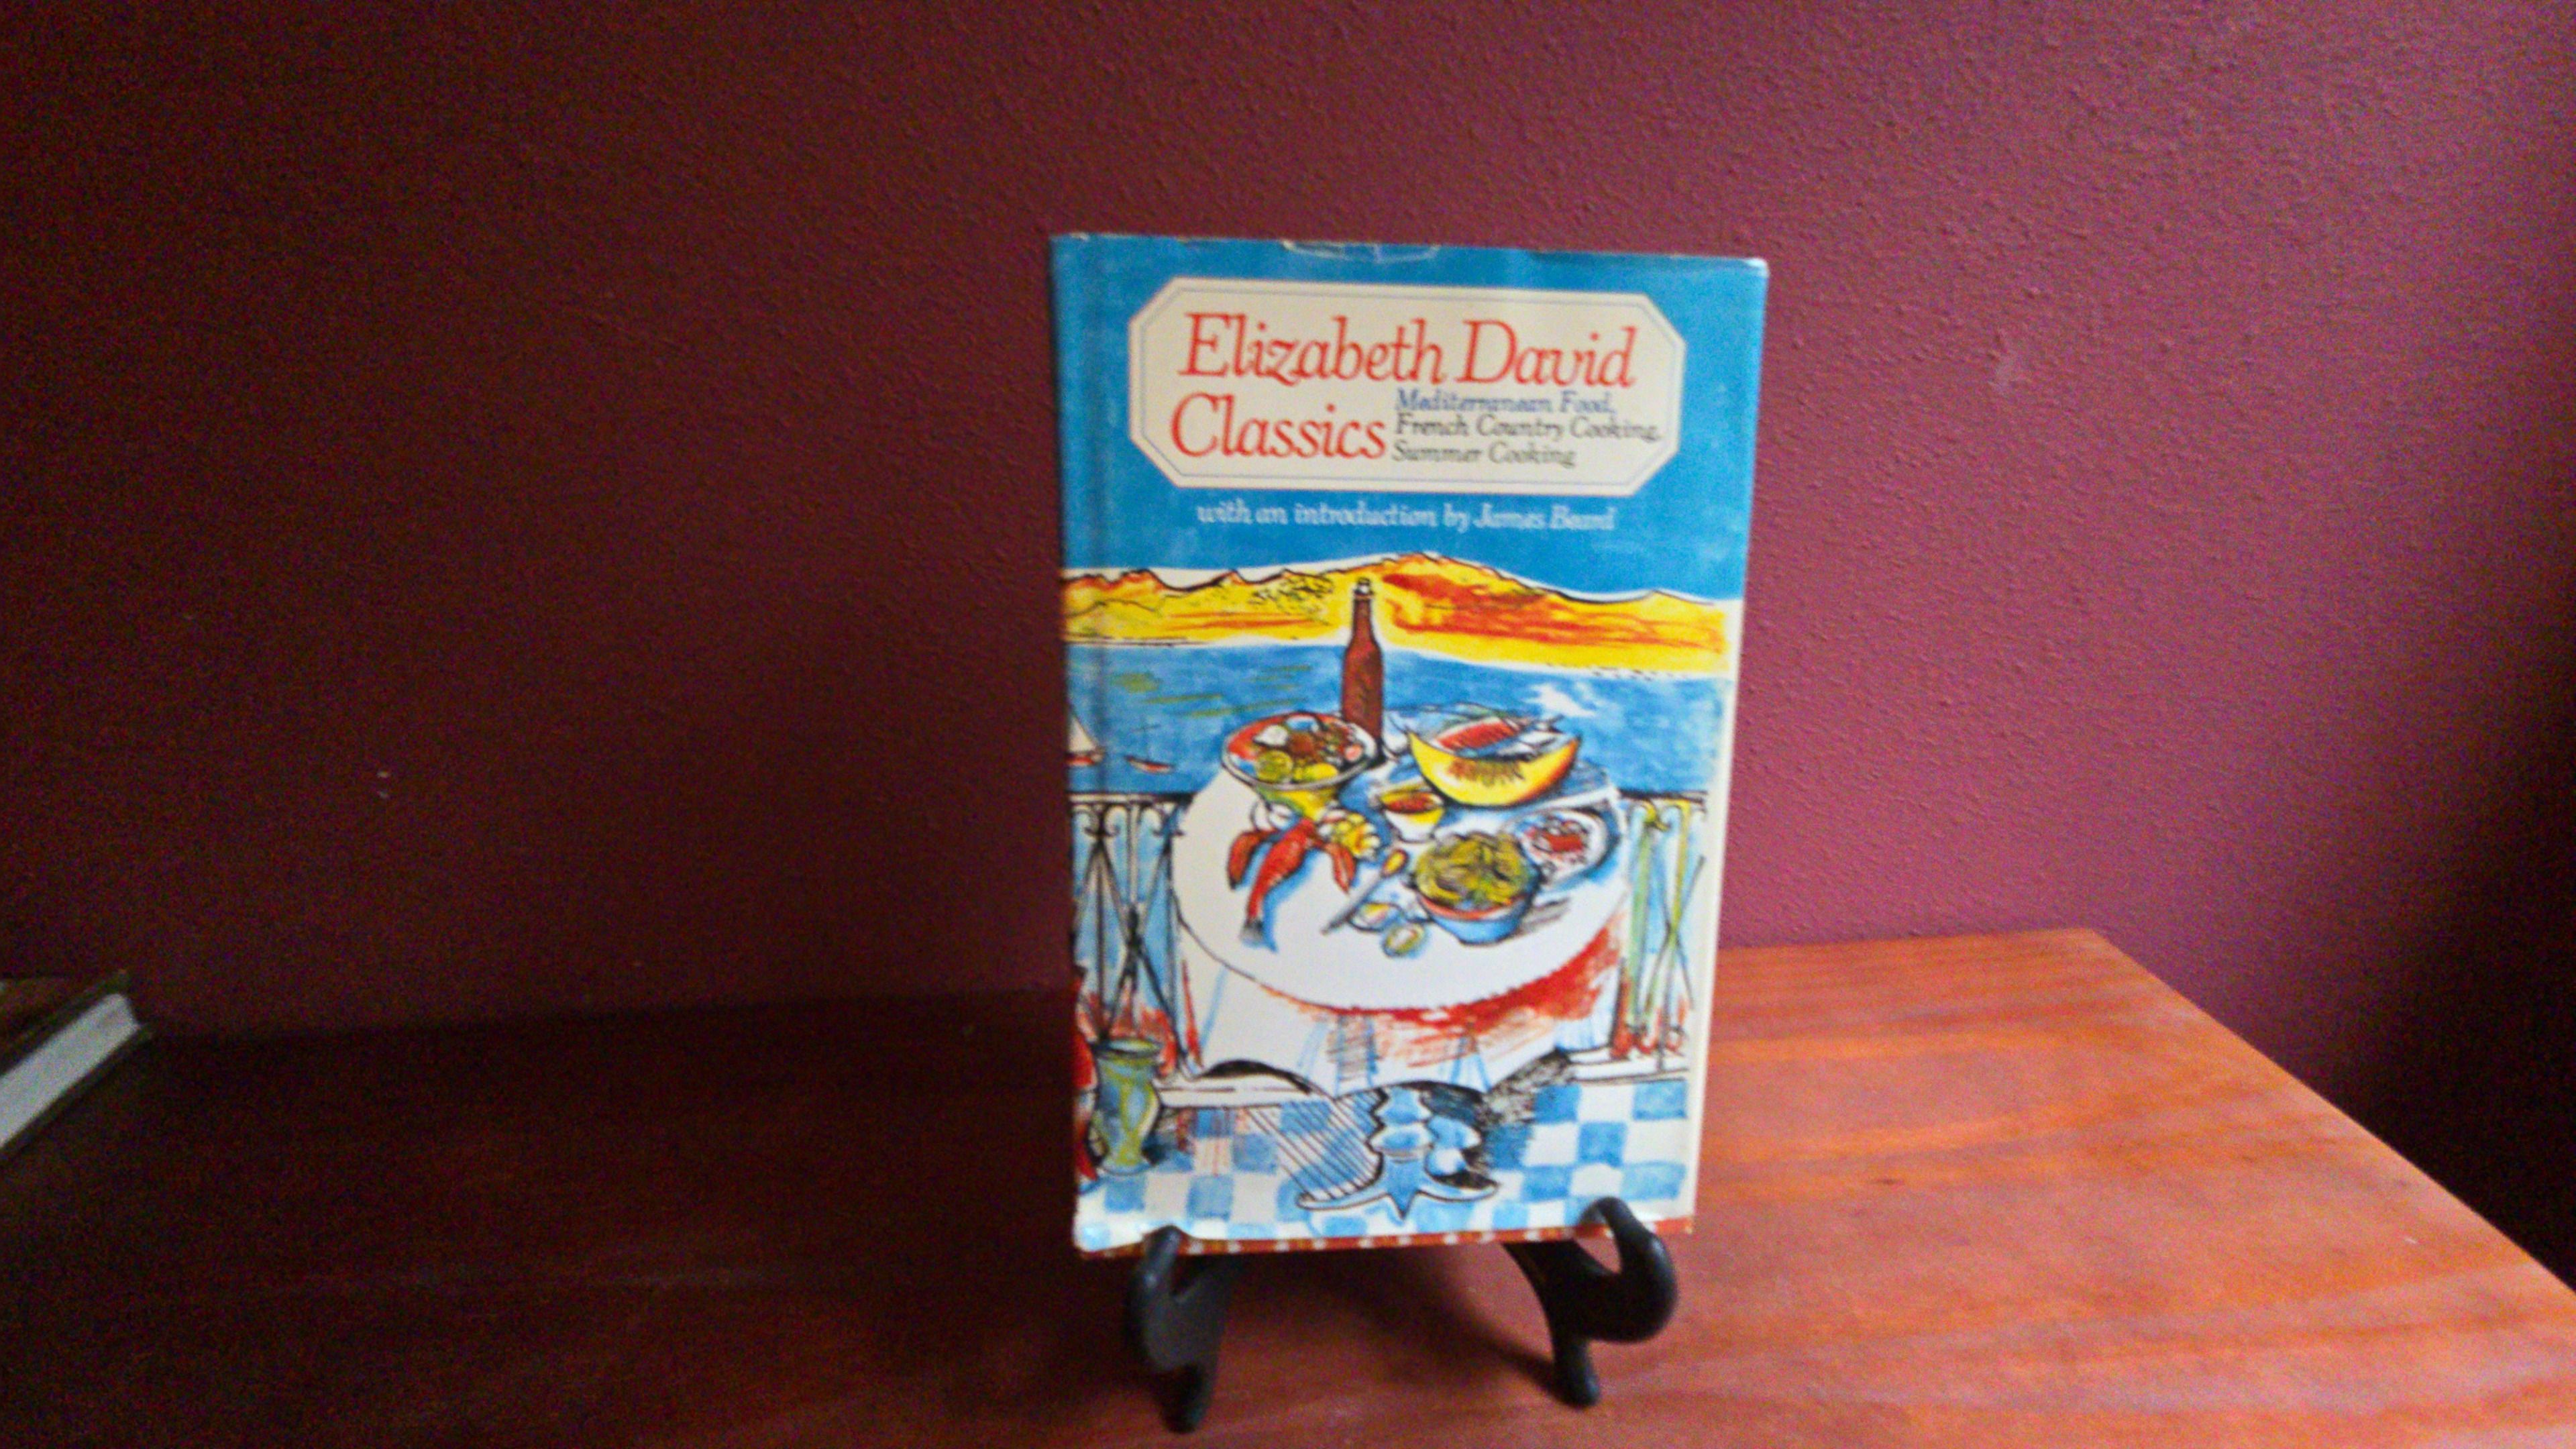 Elizabeth David
Classics
Mediterranean Food,
French Country Cooking,
Summer Cooking
with an introduction by James Beard